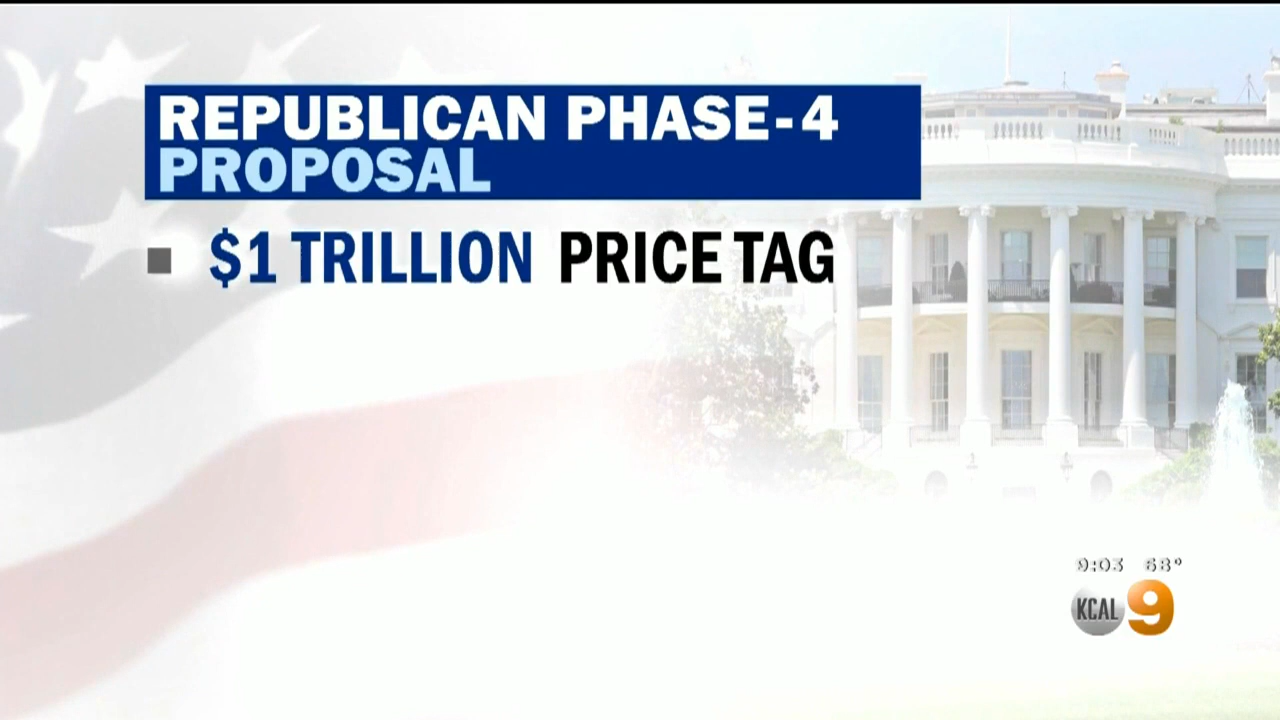 REPUBLICAN PHASE-4
PROPOSAL
$1 TRILLION PRICE TAG
9:03 68°
KCAL 9